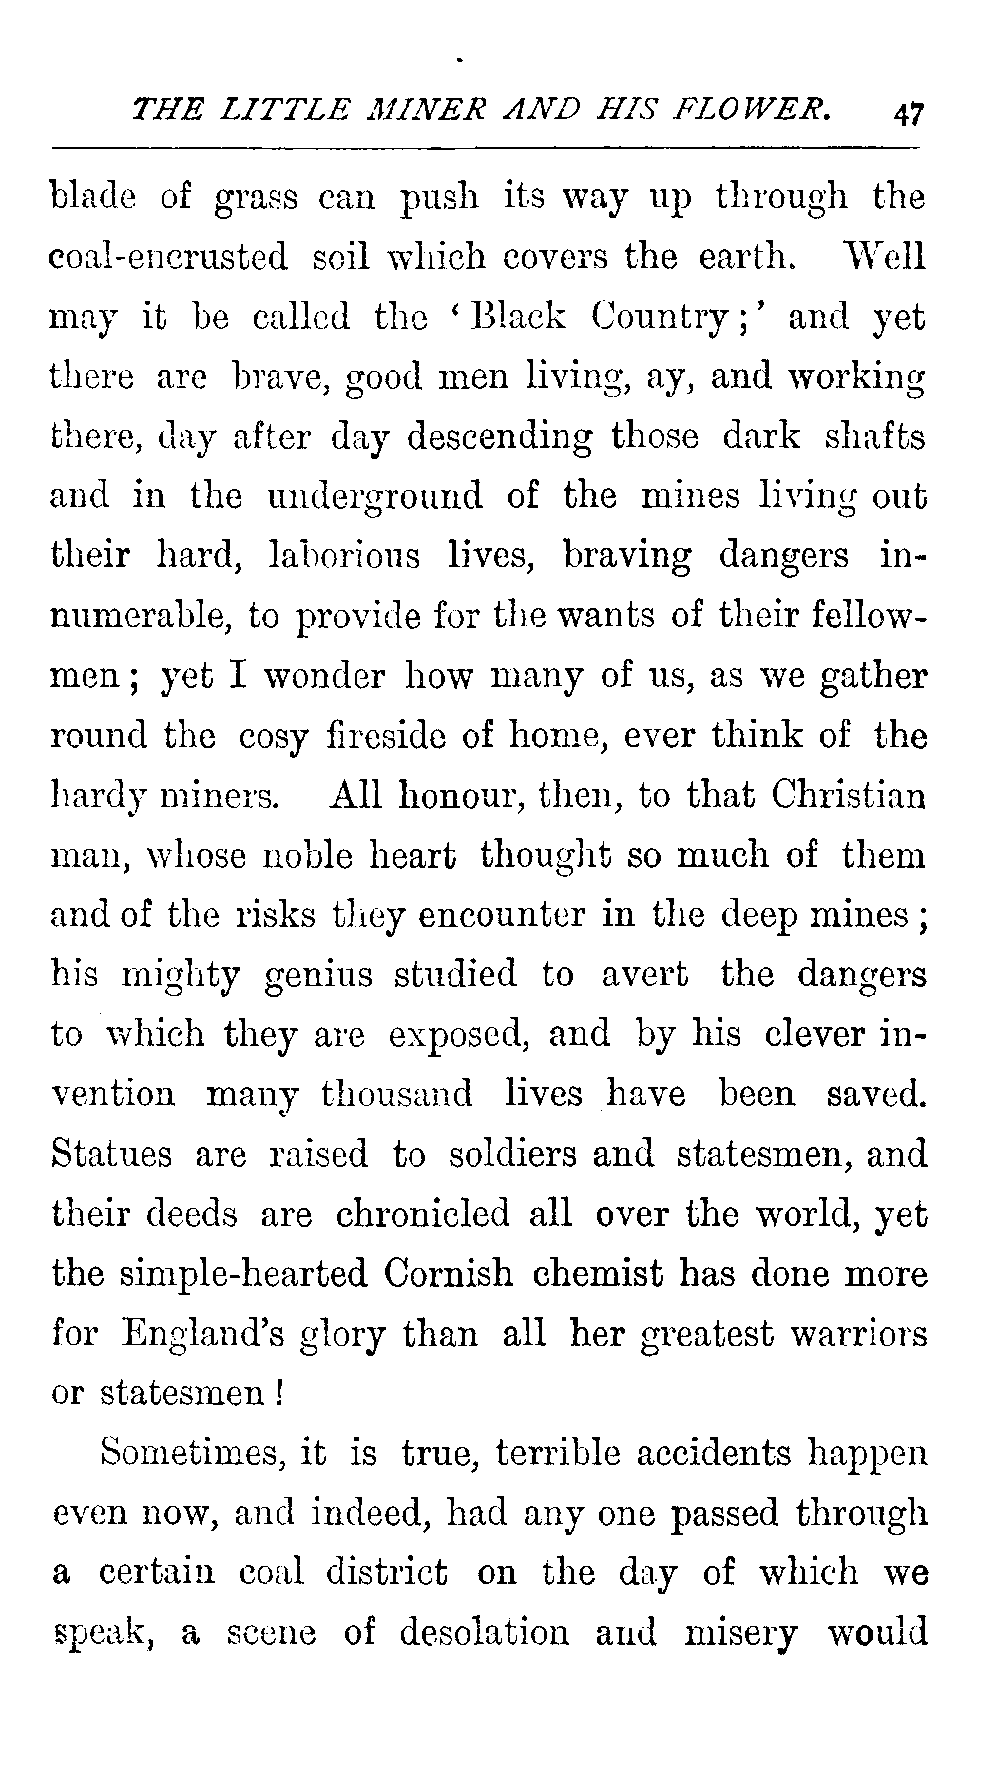 THE LITTLE MINER AND HIS FLOWER. 47
blade of grass can push its way up through the
coal-encrusted soil which covers the earth. Well
may it be called the ‘Black Country;’ and yet
there are brave, good men living, ay, and working
there, day after day descending those dark shafts
and in the underground of the mines living out
their hard, laborious lives, braving dangers in-
numerable, to provide for the wants of their fellow-
men; yet I wonder how many of us, as we gather
round the cosy fireside of home, ever think of the
hardy miners. All honour, then, to that Christian
man, whose noble heart thought so much of them
and of the risks they encounter in the deep mines;
his mighty genius studied to avert the dangers
to which they are exposed, and by his clever in-
vention many thousand lives have been saved.
Statues are raised to soldiers and statesmen, and
their deeds are chronicled all over the world, yet
the simple-hearted Cornish chemist has done more
for England’s glory than all her greatest warriors
or statesmen!
Sometimes, it is true, terrible accidents happen
even now, and indeed, had any one passed through
a certain coal district on the day of which we
speak, a scene of desolation and misery would